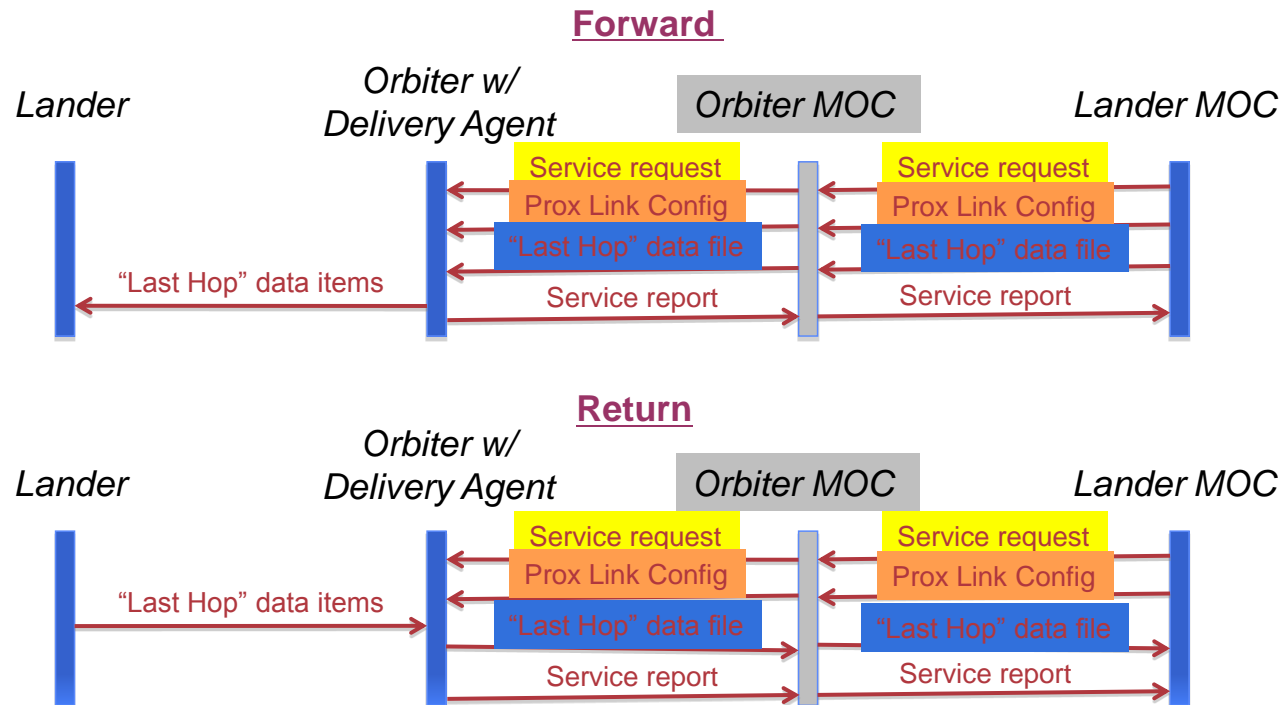 Forward
Lander
Orbiter w/
Delivery Agent
Orbiter MOC
Lander MOC
Service request
Service request
Prox Link Config
Prox Link Config
“Last Hop” data file
“Last Hop” data file
“Last Hop” data items
Service report
Service report
Return
Lander
Orbiter w/
Delivery Agent
Orbiter MOC
Lander MOC
Service request
Service request
Prox Link Config
Prox Link Config
“Last Hop” data items
“Last Hop” data file
“Last Hop” data file
Service report
Service report